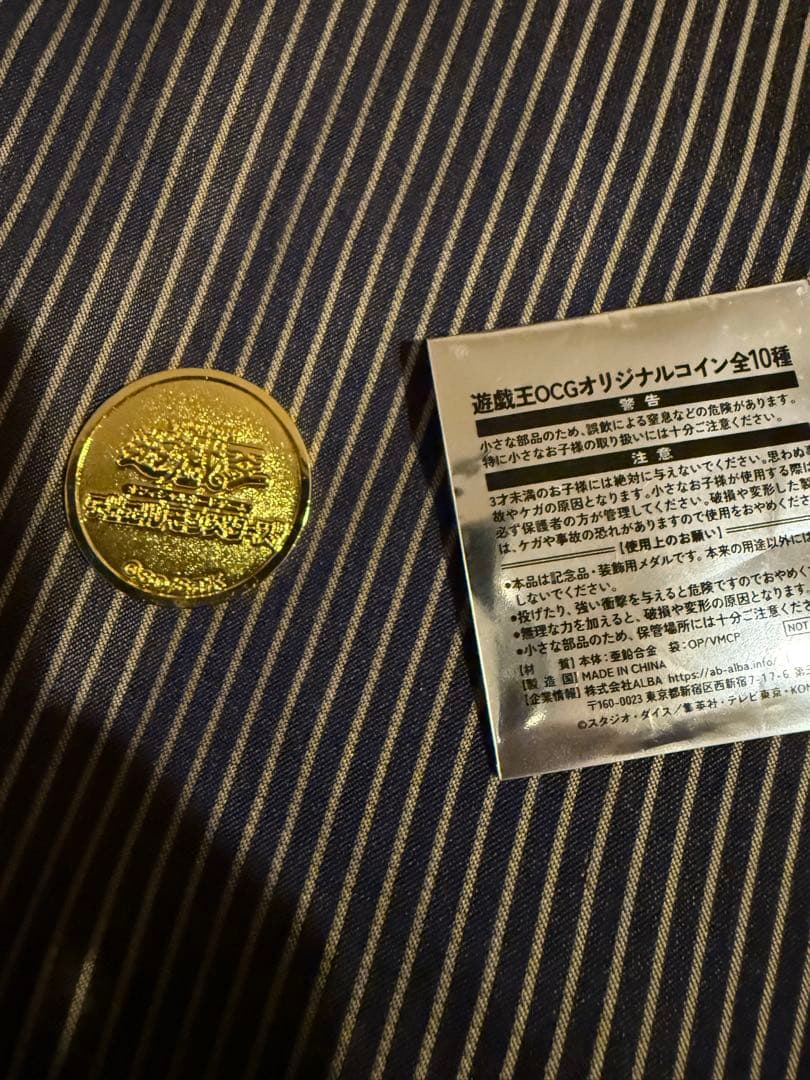 遊戯王OCGオリジナルコイン全10種
警告
小さな部品のため、誤飲による窒息などの危険があります。
特に小さなお子様の取り扱いには十分ご注意ください。
注意
3才未満のお子様には絶対に与えないでください。思わぬ事
故やケガの原因となります。小さなお子様が使用する際は
必ず保護者の方が管理してください。破損や変形した製
は、ケガや事故の恐れがありますので使用をおやめくださ
【使用上のお願い】
●本品は記念品・装飾用メダルです。本来の用途以外には
しないでください。
●投げたり、強い衝撃を与えると危険ですのでおやめく
●無理な力を加えると、破損や変形の原因となります。
●小さな部品のため、保管場所には十分ご注意くださ
NOT
【材質】本体:亜鉛合金 袋:OP/VMCP
【製造国】MADE IN CHINA
【企業情報】株式会社ALBA https://ab-alba.info/
〒160-0023 東京都新宿区西新宿7-17-6 第三
©スタジオ・ダイス/集英社・テレビ東京・KON
遊戯王